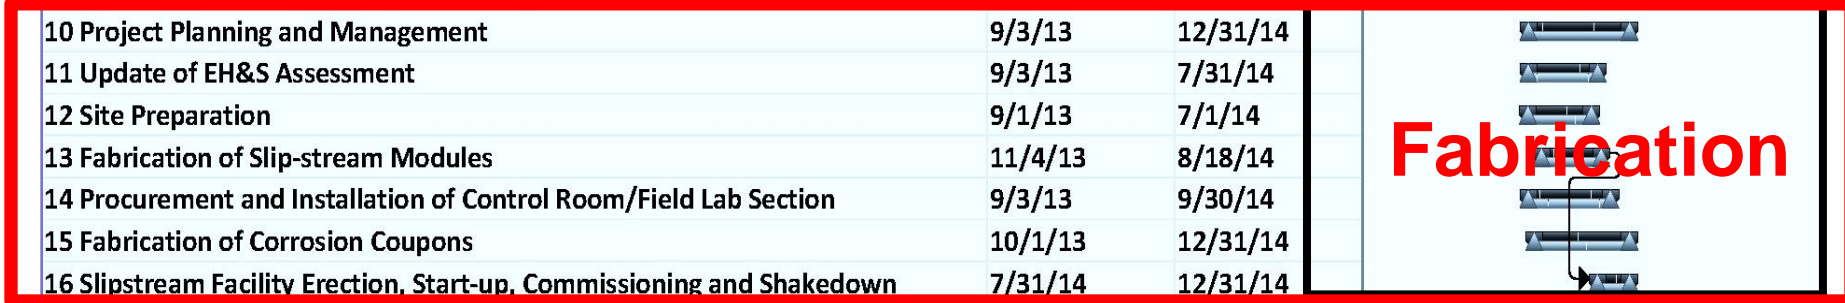 10 Project Planning and Management 9/3/13 12/31/14
11 Update of EH&S Assessment 9/3/13 7/31/14
12 Site Preparation 9/1/13 7/1/14
13 Fabrication of Slip-stream Modules 11/4/13 8/18/14
Fabrication
14 Procurement and Installation of Control Room/Field Lab Section 9/3/13 9/30/14
15 Fabrication of Corrosion Coupons 10/1/13 12/31/14
16 Slipstream Facility Erection, Start-up, Commissioning and Shakedown 7/31/14 12/31/14